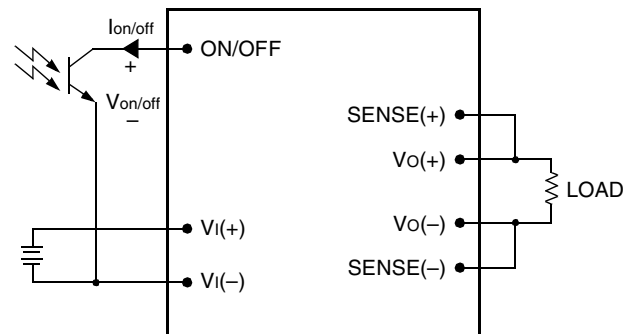 Ion/off
+
ON/OFF
Von/off
–
SENSE(+)
VO(+)
LOAD
VI(+)
VO(–)
VI(–)
SENSE(–)